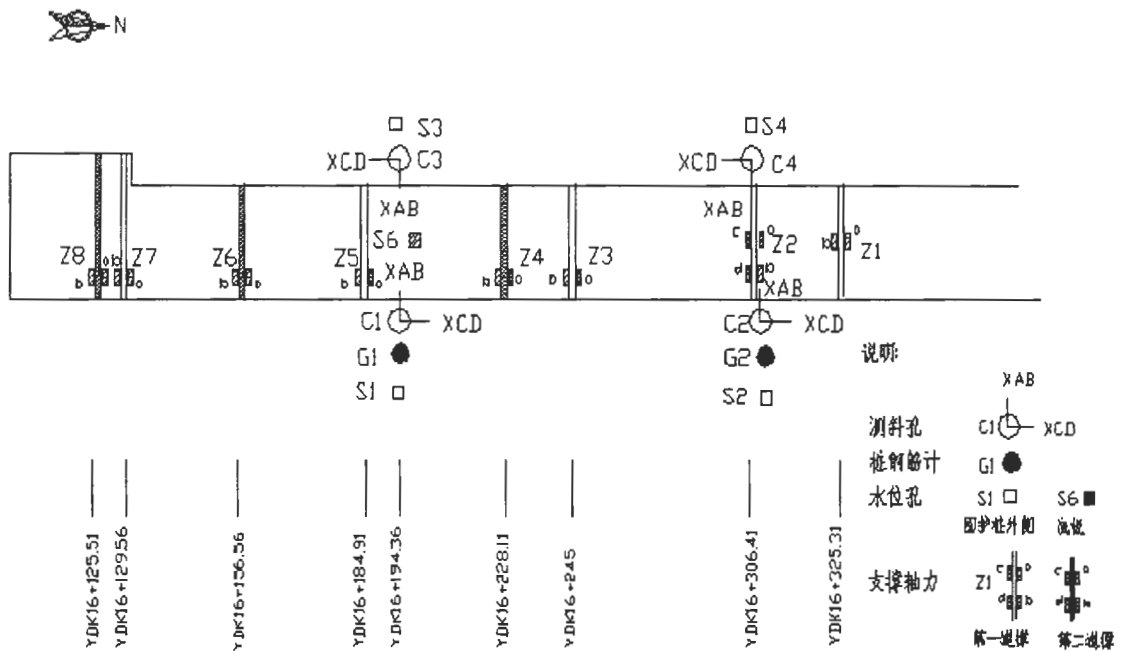 N
S3
S4
XCD
C3
XCD
C4
XAB
XAB
Z8
b
a
b
Z7
a
Z6
b
a
Z5
b
a
S6
XAB
b
Z4
a
b
Z3
a
c
a
Z2
d
b
XAB
b
a
Z1
C1
XCD
C2
XCD
G1
G2
S1
S2
说明:
XAB
测斜孔
C1
XCD
桩钢筋计
G1
水位孔
S1
S6
围护桩外侧
支撑轴力
Z1
c
a
d
b
c
a
d
b
第一道撑
第二道撑
YDK16+125.51
YDK16+129.56
YDK16+156.56
YDK16+184.91
YDK16+194.36
YDK16+228.11
YDK16+245
YDK16+306.41
YDK16+325.31